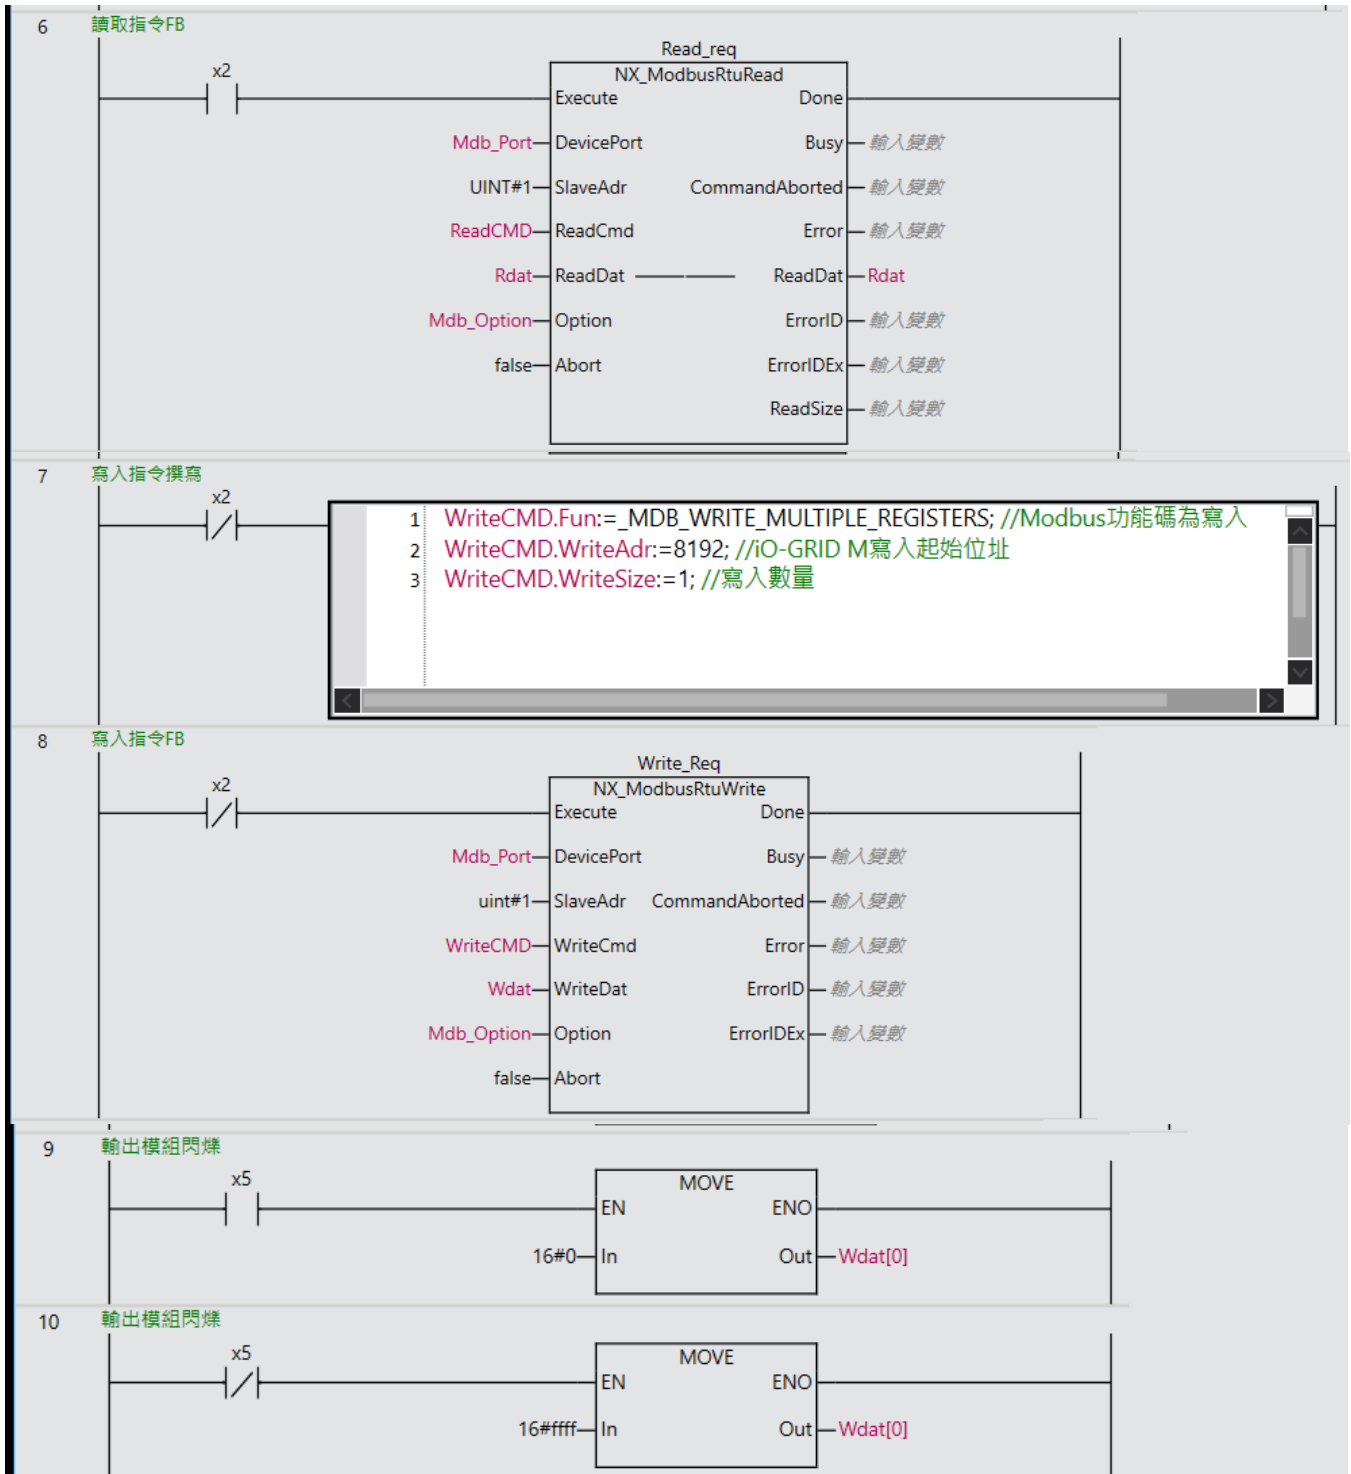 6 讀取指令FB
x2
Read_req
NX_ModbusRtuRead
Execute Done
Mdb_Port DevicePort Busy 輸入變數
UINT#1 SlaveAdr CommandAborted 輸入變數
ReadCMD ReadCmd Error 輸入變數
Rdat ReadDat ReadDat Rdat
Mdb_Option Option ErrorID 輸入變數
false Abort ErrorIDEx 輸入變數
ReadSize 輸入變數
7 寫入指令撰寫
x2
1 WriteCMD.Fun:=_MDB_WRITE_MULTIPLE_REGISTERS; //Modbus功能碼為寫入
2 WriteCMD.WriteAdr:=8192; //iO-GRID M寫入起始位址
3 WriteCMD.WriteSize:=1; //寫入數量
8 寫入指令FB
x2
Write_Req
NX_ModbusRtuWrite
Execute Done
Mdb_Port DevicePort Busy 輸入變數
uint#1 SlaveAdr CommandAborted 輸入變數
WriteCMD WriteCmd Error 輸入變數
Wdat WriteDat ErrorID 輸入變數
Mdb_Option Option ErrorIDEx 輸入變數
false Abort
9 輸出模組閃爍
x5
MOVE
EN ENO
16#0 In Out Wdat[0]
10 輸出模組閃爍
x5
MOVE
EN ENO
16#ffff In Out Wdat[0]